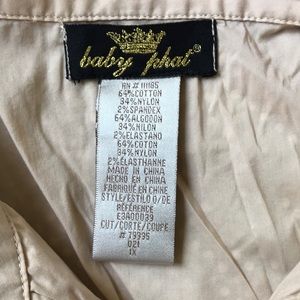 baby phat®
RN # 111185
64%COTTON
34%NYLON
2%SPANDEX
64%ALGODON
34%NILON
2%ELASTANO
64%COTON
34%NYLON
2%ÉLASTHANNE
MADE IN CHINA
HECHO EN CHINA
FABRIQUÉ EN CHINE
STYLE/ESTILO O/DE
RÉFÉRENCE
E3A00039
CUT/CORTE/COUPE
# 79995
021
1X